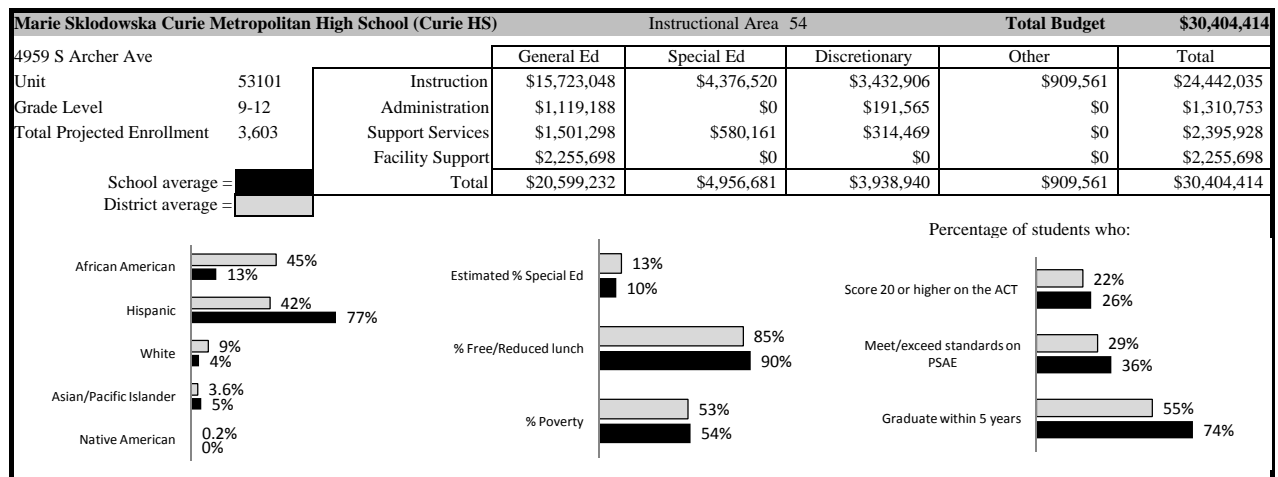 Marie Sklodowska Curie Metropolitan High School (Curie HS) Instructional Area 54 Total Budget $30,404,414
4959 S Archer Ave General Ed Special Ed Discretionary Other Total
Unit 53101 Instruction $15,723,048 $4,376,520 $3,432,906 $909,561 $24,442,035
Grade Level 9-12 Administration $1,119,188 $0 $191,565 $0 $1,310,753
Total Projected Enrollment 3,603 Support Services $1,501,298 $580,161 $314,469 $0 $2,395,928
Facility Support $2,255,698 $0 $0 $0 $2,255,698
School average = Total $20,599,232 $4,956,681 $3,938,940 $909,561 $30,404,414
District average =
African American 45%
13%
Hispanic 42%
77%
White 9%
4%
Asian/Pacific Islander 3.6%
5%
Native American 0.2%
0%
Estimated % Special Ed 13%
10%
% Free/Reduced lunch 85%
90%
% Poverty 53%
54%
Percentage of students who:
Score 20 or higher on the ACT 22%
26%
Meet/exceed standards on
PSAE 29%
36%
Graduate within 5 years 55%
74%